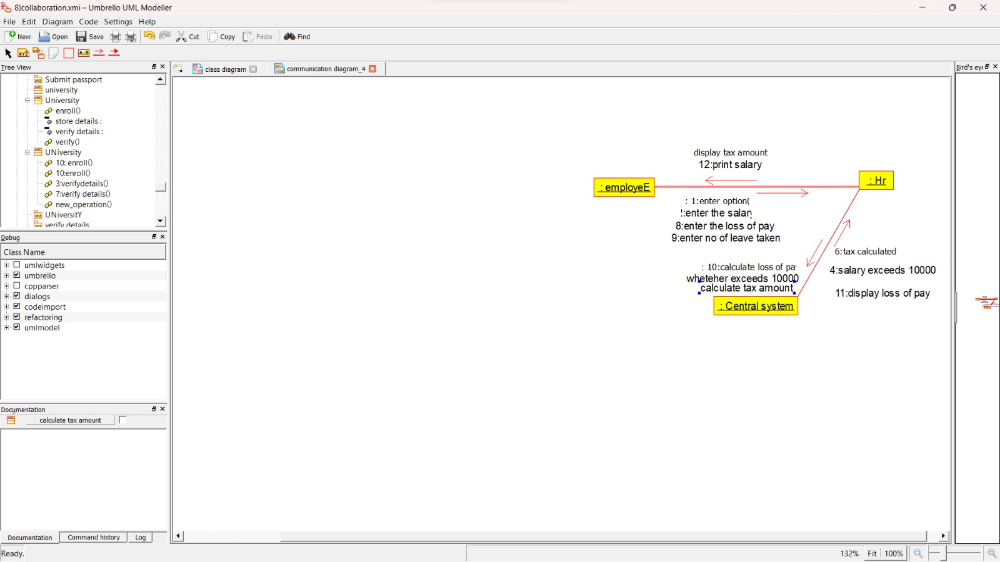 8)collaboration.xmi – Umbrello UML Modeller
File Edit Diagram Code Settings Help
New Open Save Cut Copy Paste Find
Tree View
class diagram
communication diagram_4
Bird's eye
Submit passport
university
University
enroll()
store details :
verify details :
verify()
UNiversity
10: enroll()
10:enroll()
3:verifydetails()
7:verify details()
new_operation()
UNiversitY
verify details
Debug
Class Name
umlwidgets
umbrello
cppparser
dialogs
codeimport
refactoring
umlmodel
Documentation
calculate tax amount
Documentation Command history Log
display tax amount
12:print salary
: employeE
: Hr
: 1:enter option(
:enter the salary
8:enter the loss of pay
9:enter no of leave taken
6:tax calculated
4:salary exceeds 10000
11:display loss of pay
: 10:calculate loss of pay
wheteher exceeds 10000
calculate tax amount
: Central system
Ready.
132% Fit 100%